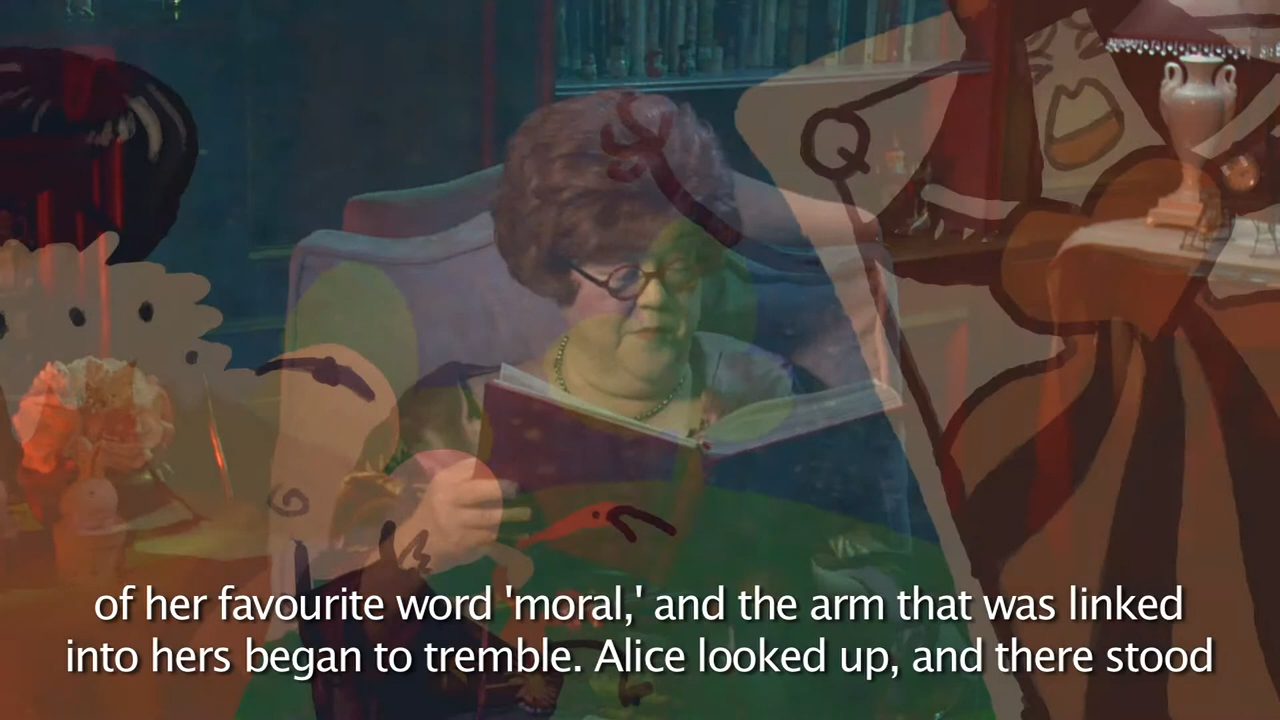 of her favourite word 'moral,' and the arm that was linked
into hers began to tremble. Alice looked up, and there stood